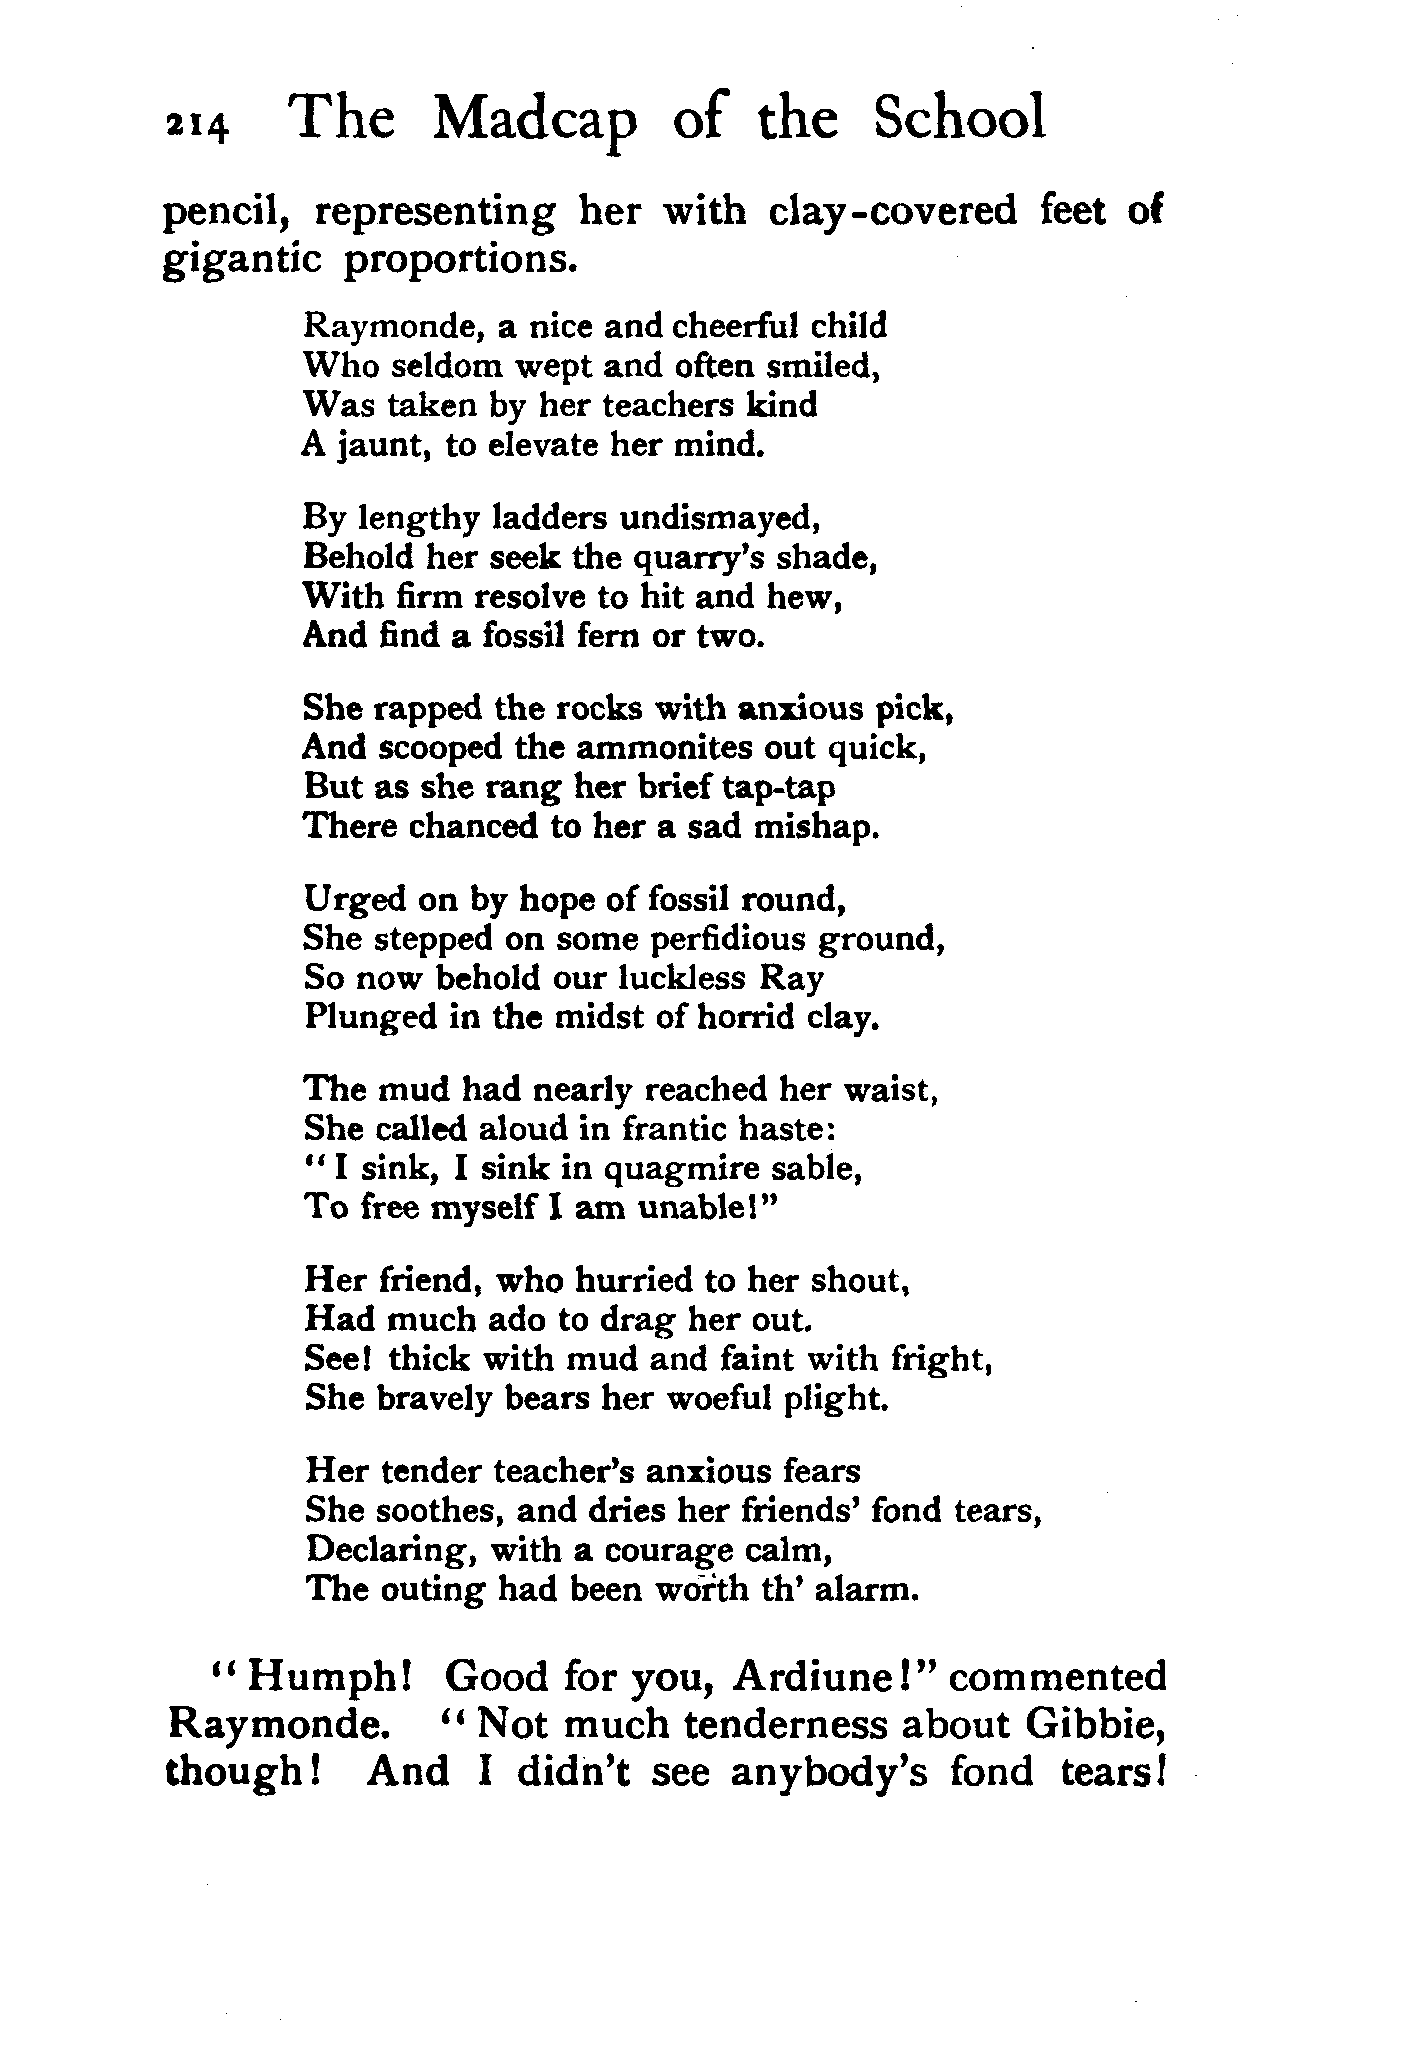 214 The Madcap of the School
pencil, representing her with clay-covered feet of
gigantic proportions.
Raymonde, a nice and cheerful child
Who seldom wept and often smiled,
Was taken by her teachers kind
A jaunt, to elevate her mind.
By lengthy ladders undismayed,
Behold her seek the quarry's shade,
With firm resolve to hit and hew,
And find a fossil fern or two.
She rapped the rocks with anxious pick,
And scooped the ammonites out quick,
But as she rang her brief tap-tap
There chanced to her a sad mishap.
Urged on by hope of fossil round,
She stepped on some perfidious ground,
So now behold our luckless Ray
Plunged in the midst of horrid clay.
The mud had nearly reached her waist,
She called aloud in frantic haste:
"I sink, I sink in quagmire sable,
To free myself I am unable!"
Her friend, who hurried to her shout,
Had much ado to drag her out.
See! thick with mud and faint with fright,
She bravely bears her woeful plight.
Her tender teacher's anxious fears
She soothes, and dries her friends' fond tears,
Declaring, with a courage calm,
The outing had been worth th' alarm.
"Humph! Good for you, Ardiune!" commented
Raymonde. "Not much tenderness about Gibbie,
though! And I didn't see anybody's fond tears!